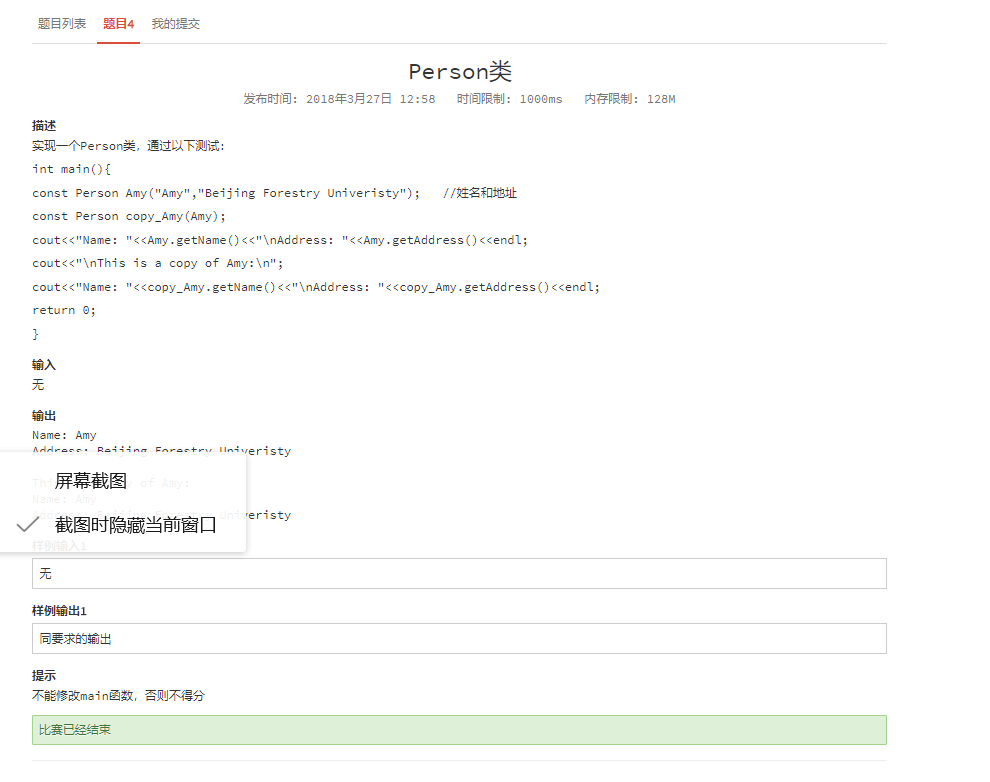 题目列表 题目4 我的提交
Person类
发布时间: 2018年3月27日 12:58 时间限制: 1000ms 内存限制: 128M
描述
实现一个Person类，通过以下测试:
int main(){
const Person Amy("Amy","Beijing Forestry Univeristy"); //姓名和地址
const Person copy_Amy(Amy);
cout<<"Name: "<<Amy.getName()<<"\nAddress: "<<Amy.getAddress()<<endl;
cout<<"\nThis is a copy of Amy:\n";
cout<<"Name: "<<copy_Amy.getName()<<"\nAddress: "<<copy_Amy.getAddress()<<endl;
return 0;
}
输入
无
输出
Name: Amy
Address: Beijing Forestry Univeristy
屏幕截图
Name: Amy
veristy
截图时隐藏当前窗口
样例输入1
无
样例输出1
同要求的输出
提示
不能修改main函数，否则不得分
比赛已经结束